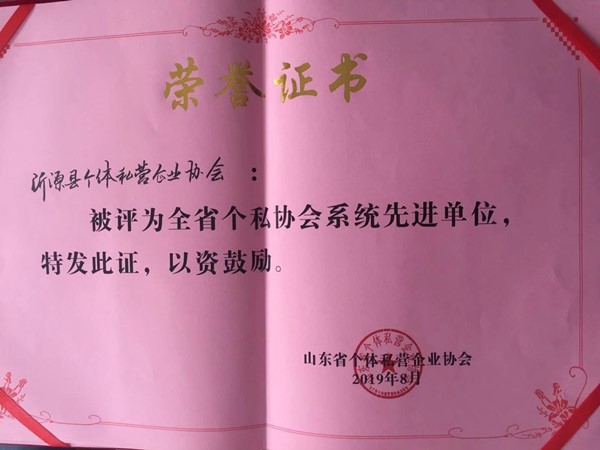 荣誉证书
沂源县个体私营企业协会：
被评为全省个私协会系统先进单位，
特发此证，以资鼓励。
山东省个体私营企业协会
2019年8月